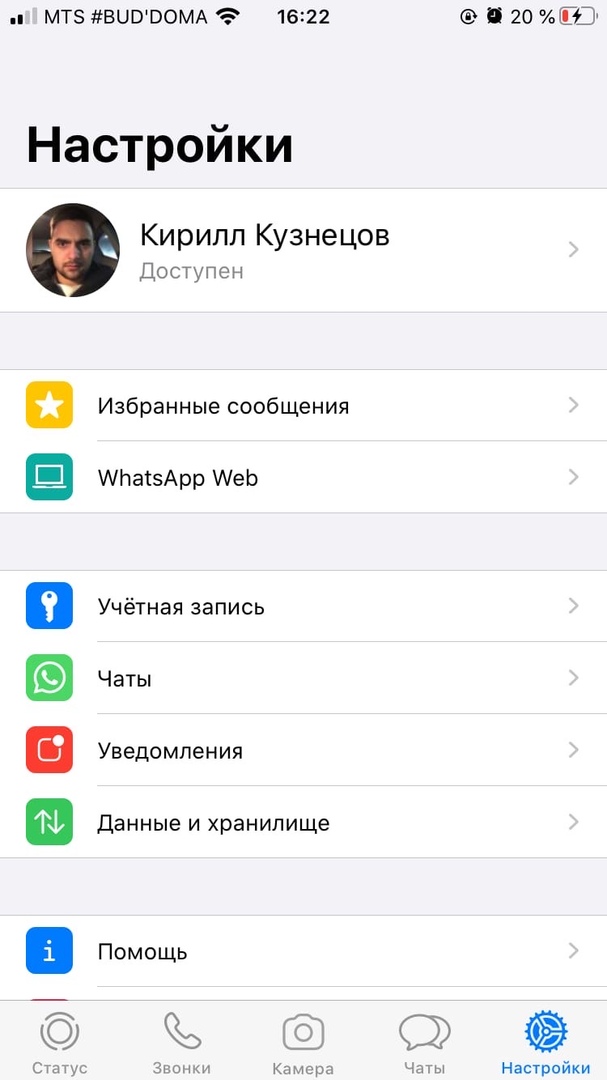 MTS #BUD'DOMA 16:22 20 %
Настройки
Кирилл Кузнецов
Доступен
Избранные сообщения
WhatsApp Web
Учётная запись
Чаты
Уведомления
Данные и хранилище
Помощь
Статус Звонки Камера Чаты Настройки